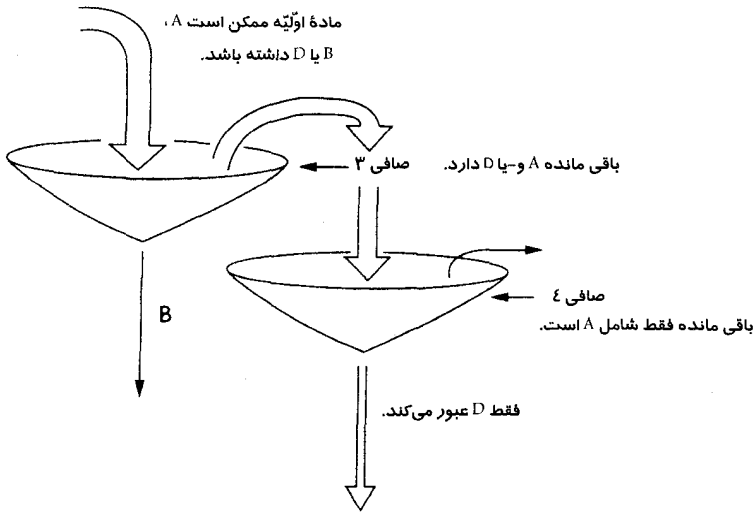 مادهٔ اوّلیّه ممکن است A،
B یا D داشته باشد.
صافی ۳
باقی مانده A و-یا D دارد.
صافی ٤
باقی مانده فقط شامل A است.
B
فقط D عبور می‌کند.